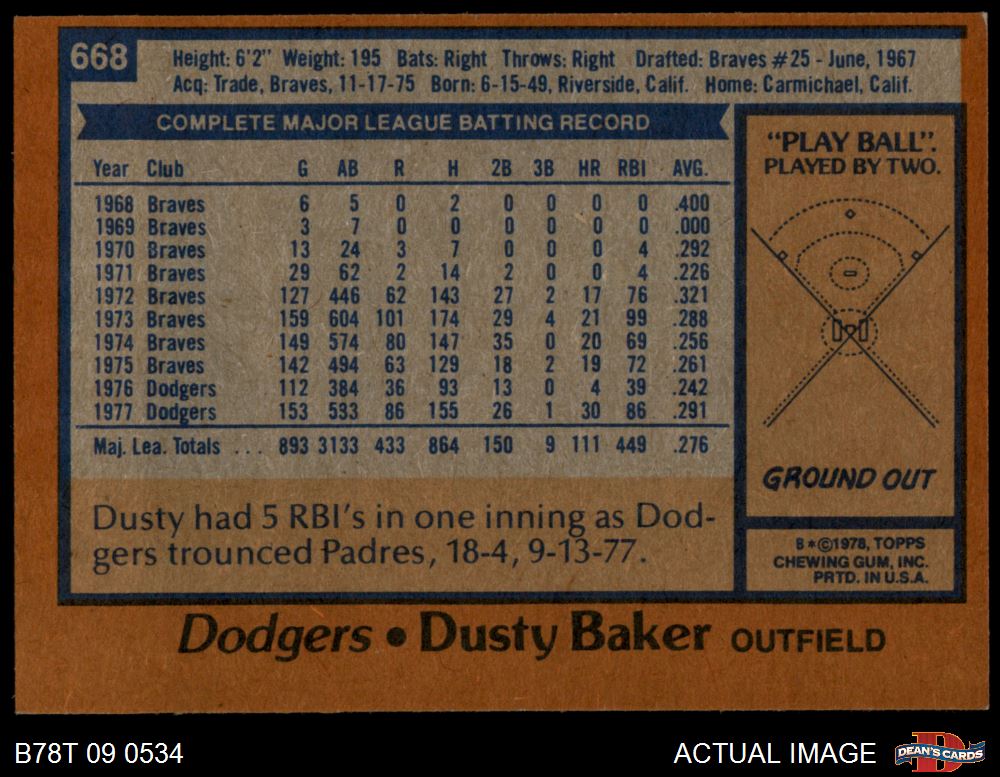 668
Height: 6'2" Weight: 195 Bats: Right Throws: Right Drafted: Braves #25 - June, 1967
Acq: Trade, Braves, 11-17-75 Born: 6-15-49, Riverside, Calif. Home: Carmichael, Calif.
COMPLETE MAJOR LEAGUE BATTING RECORD
Year Club G AB R H 2B 3B HR RBI AVG.
1968 Braves 6 5 0 2 0 0 0 0 .400
1969 Braves 3 7 0 0 0 0 0 0 .000
1970 Braves 13 24 3 7 0 0 0 4 .292
1971 Braves 29 62 2 14 2 0 0 4 .226
1972 Braves 127 446 62 143 27 2 17 76 .321
1973 Braves 159 604 101 174 29 4 21 99 .288
1974 Braves 149 574 80 147 35 0 20 69 .256
1975 Braves 142 494 63 129 18 2 19 72 .261
1976 Dodgers 112 384 36 93 13 0 4 39 .242
1977 Dodgers 153 533 86 155 26 1 30 86 .291
Maj. Lea. Totals ... 893 3133 433 864 150 9 111 449 .276
Dusty had 5 RBI's in one inning as Dod-
gers trounced Padres, 18-4, 9-13-77.
"PLAY BALL".
PLAYED BY TWO.
GROUND OUT
B*©1978, TOPPS
CHEWING GUM, INC.
PRTD. IN U.S.A.
Dodgers • Dusty Baker OUTFIELD
B78T 09 0534
ACTUAL IMAGE
D
DEAN'S CARDS